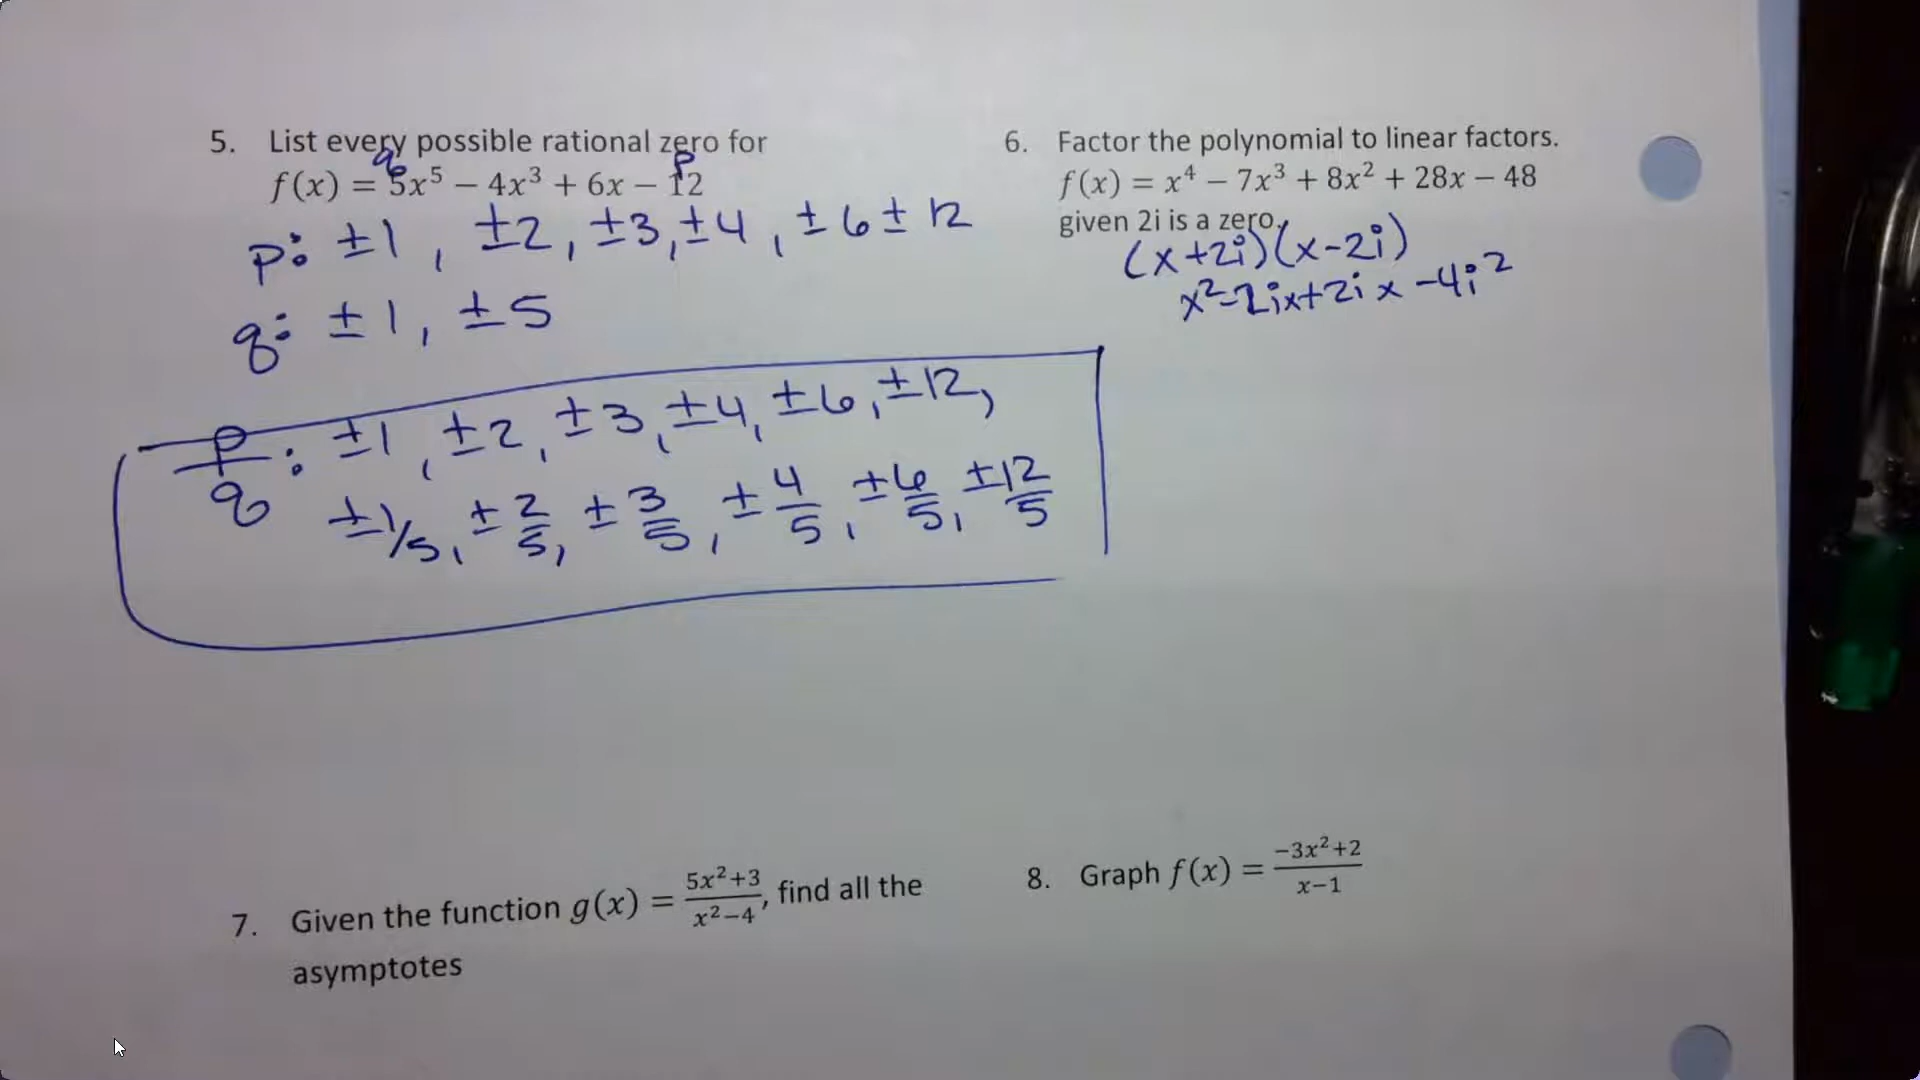 5. List every possible rational zero for
q p
f(x) = 5x⁵ − 4x³ + 6x − 12
p: ±1, ±2, ±3, ±4, ±6 ±12
q: ±1, ±5
p/q: ±1, ±2, ±3, ±4, ±6, ±12,
±1/5, ±2/5, ±3/5, ±4/5, ±6/5, ±12/5
6. Factor the polynomial to linear factors.
f(x) = x⁴ − 7x³ + 8x² + 28x − 48
given 2i is a zero.
(x+2i)(x-2i)
x²-2ix+2ix-4i²
7. Given the function g(x) = (5x²+3)/(x²−4), find all the
asymptotes
8. Graph f(x) = (−3x²+2)/(x−1)